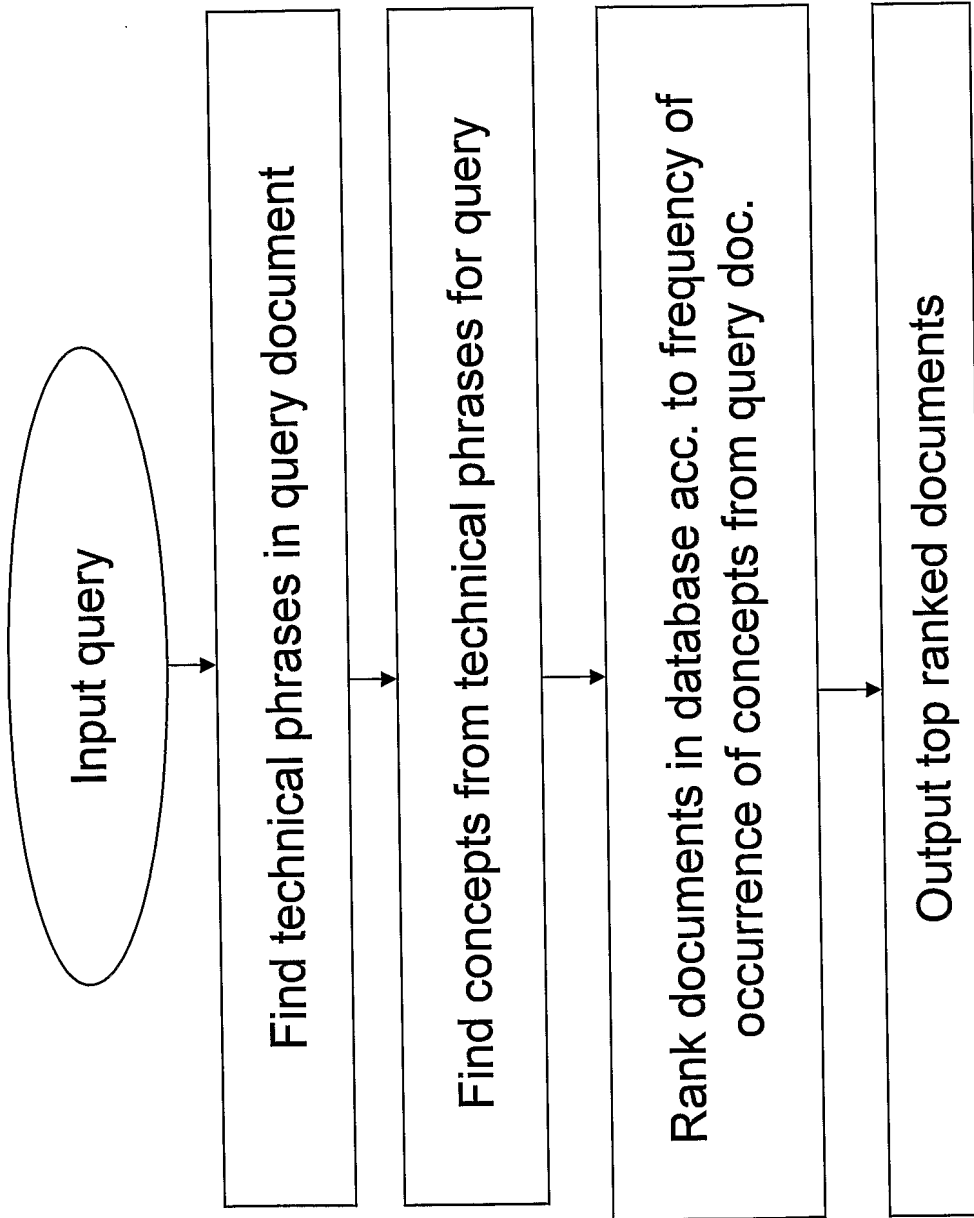 Input query
Find technical phrases in query document
Find concepts from technical phrases for query
Rank documents in database acc. to frequency of
occurrence of concepts from query doc.
Output top ranked documents